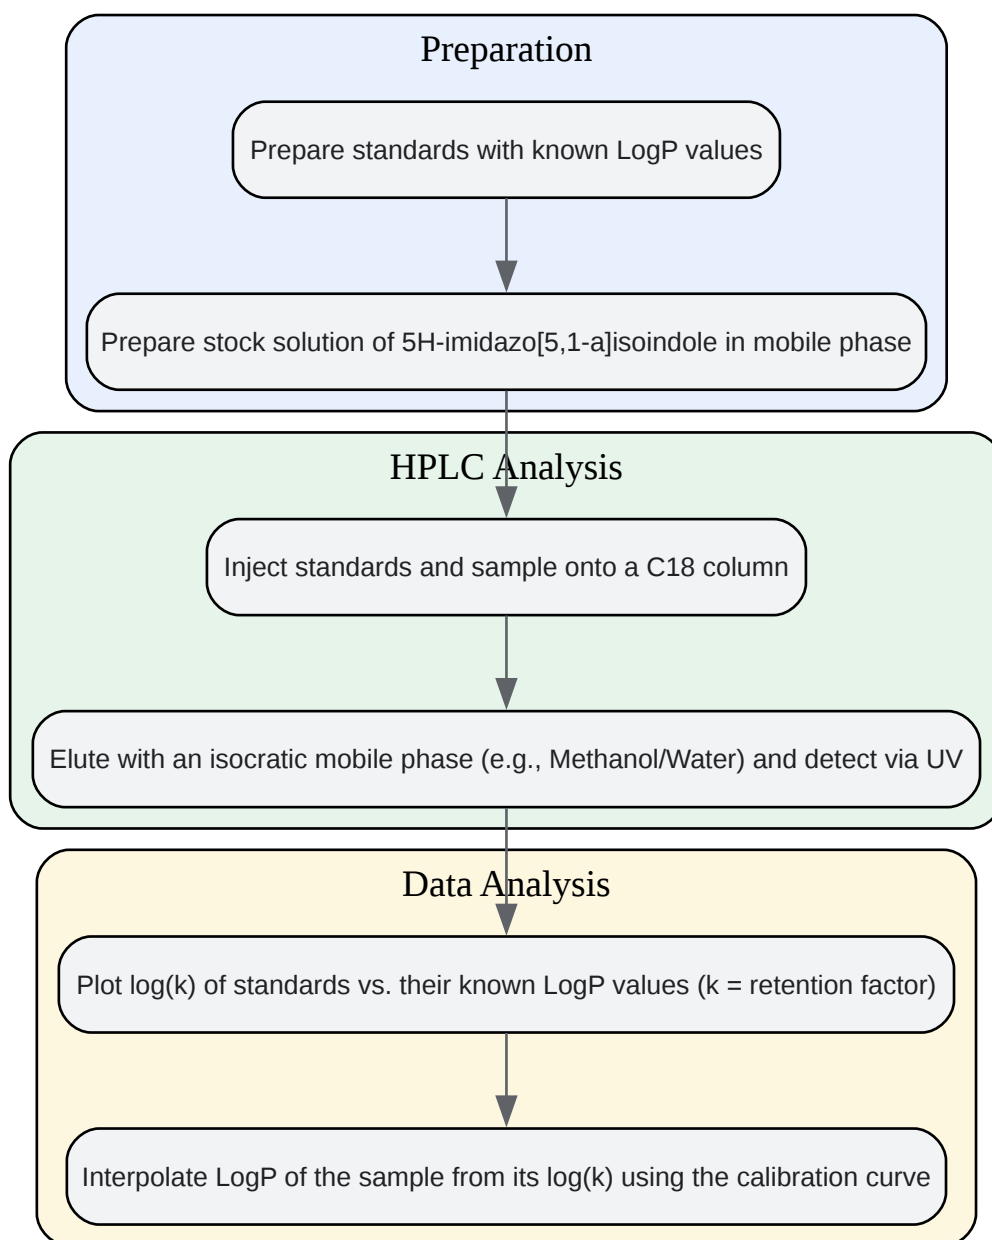 Preparation
Prepare standards with known LogP values
Prepare stock solution of 5H-imidazo[5,1-a]isoindole in mobile phase
HPLC Analysis
Inject standards and sample onto a C18 column
Elute with an isocratic mobile phase (e.g., Methanol/Water) and detect via UV
Data Analysis
Plot log(k) of standards vs. their known LogP values (k = retention factor)
Interpolate LogP of the sample from its log(k) using the calibration curve